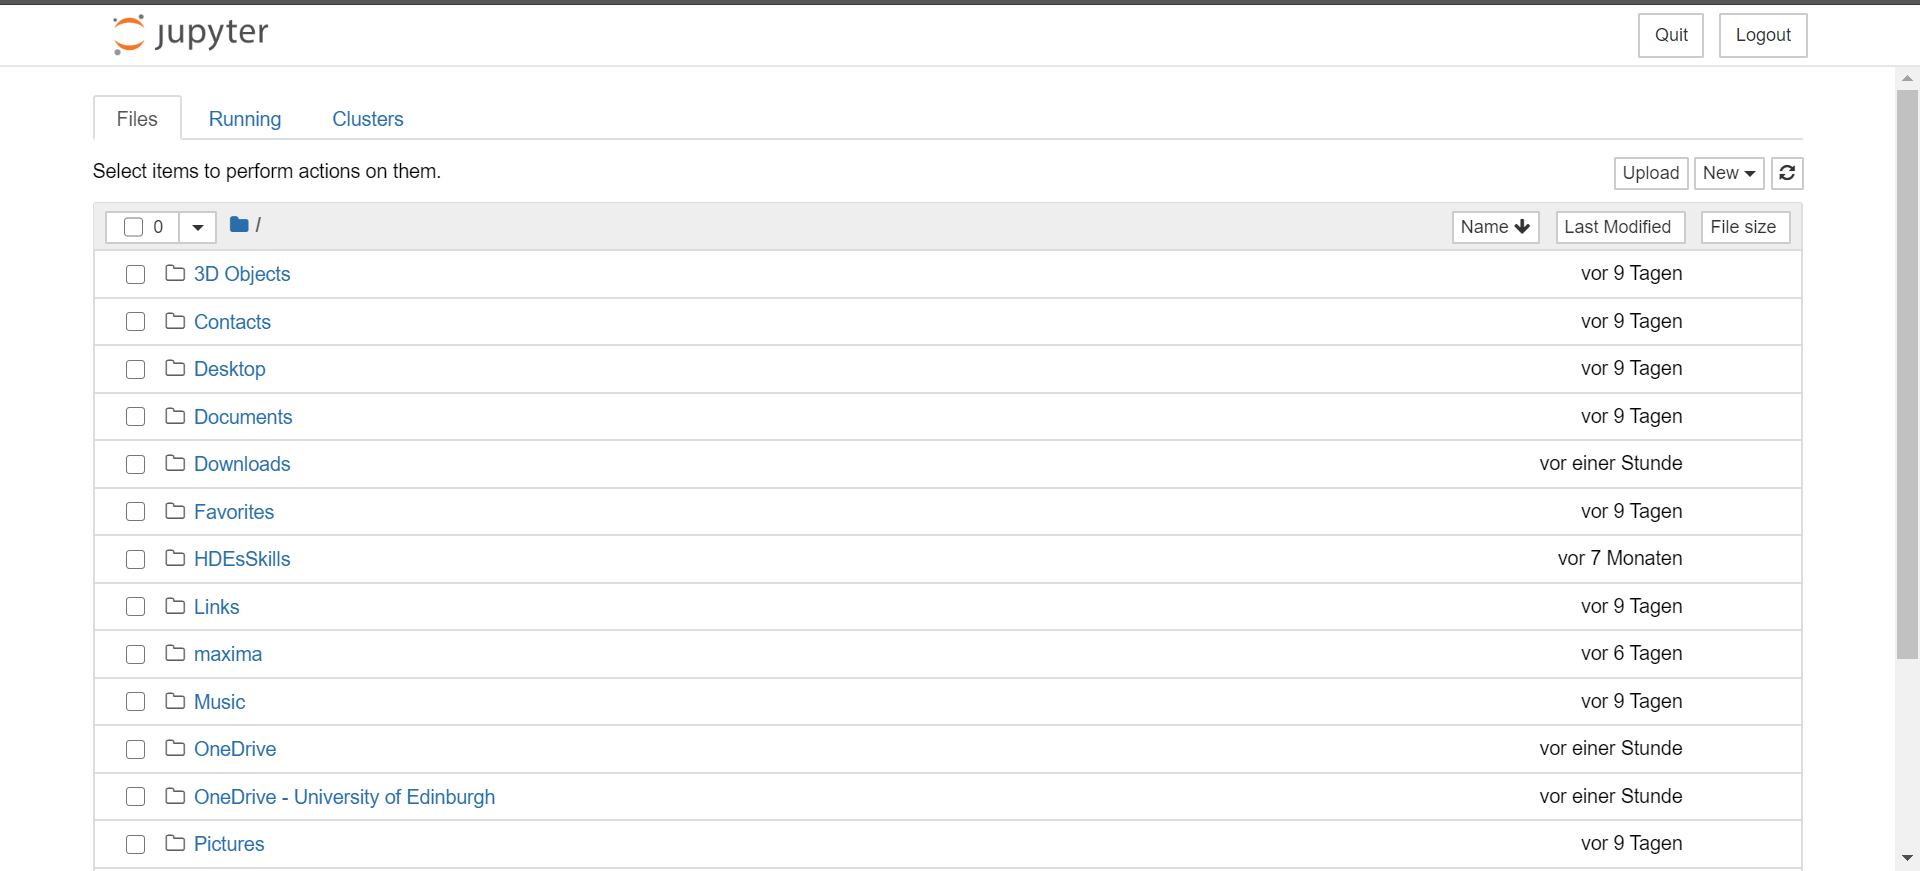 jupyter Quit Logout
Files Running Clusters
Select items to perform actions on them. Upload New
0 / Name Last Modified File size
3D Objects vor 9 Tagen
Contacts vor 9 Tagen
Desktop vor 9 Tagen
Documents vor 9 Tagen
Downloads vor einer Stunde
Favorites vor 9 Tagen
HDEsSkills vor 7 Monaten
Links vor 9 Tagen
maxima vor 6 Tagen
Music vor 9 Tagen
OneDrive vor einer Stunde
OneDrive - University of Edinburgh vor einer Stunde
Pictures vor 9 Tagen